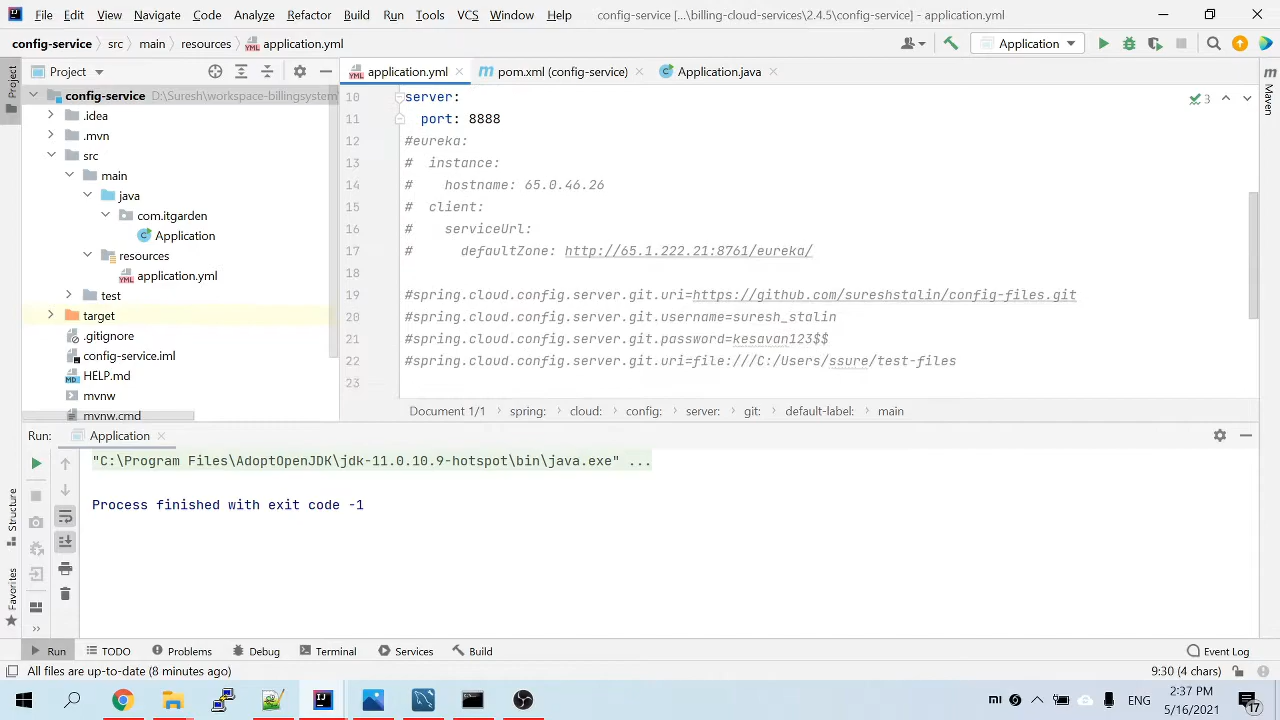 File Edit View Navigate Code Analyze Refactor Build Run Tools VCS Window Help config-service [...\billing-cloud-services\2.4.5\config-service] - application.yml
config-service src main resources application.yml Application
Project application.yml pom.xml (config-service) Application.java
config-service D:\Suresh\workspace-billingsystem
.idea
.mvn
src
main
java
com.itgarden
Application
resources
application.yml
test
target
.gitignore
config-service.iml
HELP.md
mvnw
mvnw.cmd
10 server:
11 port: 8888
12 #eureka:
13 # instance:
14 # hostname: 65.0.46.26
15 # client:
16 # serviceUrl:
17 # defaultZone: http://65.1.222.21:8761/eureka/
18
19 #spring.cloud.config.server.git.uri=https://github.com/sureshstalin/config-files.git
20 #spring.cloud.config.server.git.username=suresh_stalin
21 #spring.cloud.config.server.git.password=kesavan123$$
22 #spring.cloud.config.server.git.uri=file:///C:/Users/ssure/test-files
23
3
Document 1/1 spring: cloud: config: server: git: default-label: main
Project
Maven
Structure
Favorites
Run: Application
"C:\Program Files\AdoptOpenJDK\jdk-11.0.10.9-hotspot\bin\java.exe" ...
Process finished with exit code -1
Run TODO Problems Debug Terminal Services Build Event Log
All files are up-to-date (8 minutes ago) 9:30 (4 chars)
ENG
:37 PM
5/16/2021
17